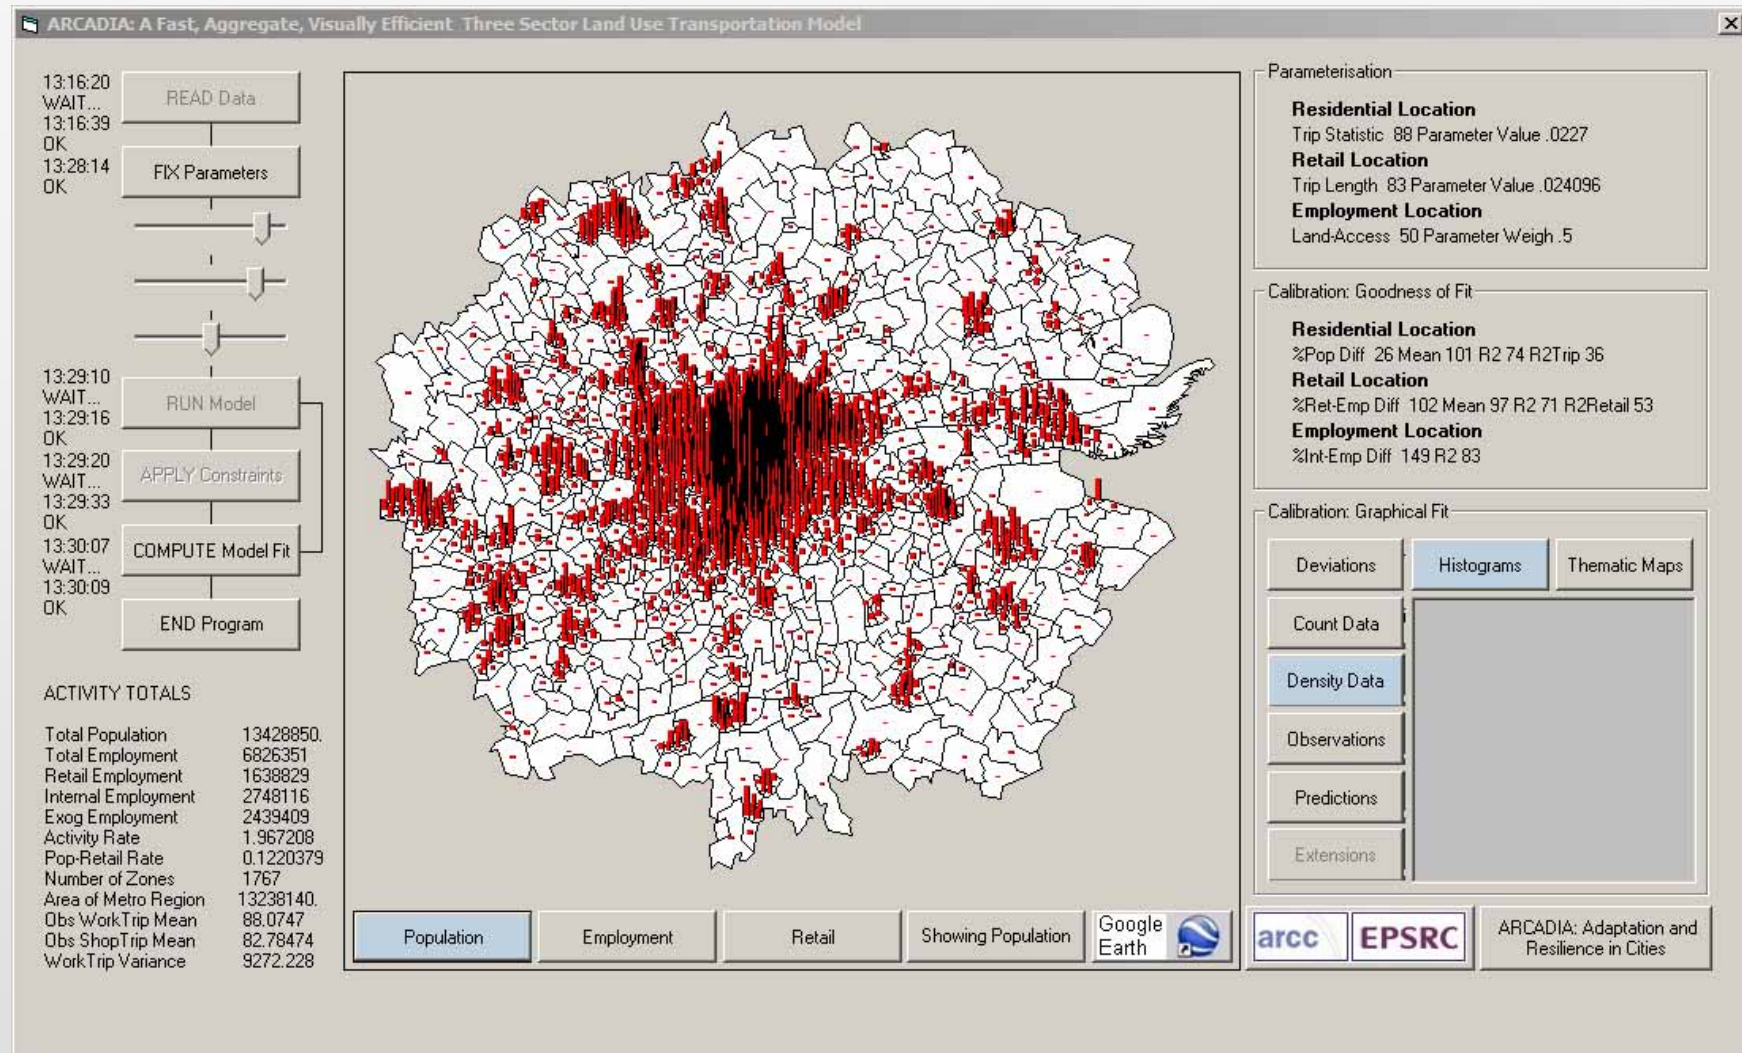 ARCADIA: A Fast, Aggregate, Visually Efficient Three Sector Land Use Transportation Model
13:16:20
WAIT...
13:16:39
OK
13:28:14
OK
READ Data
FIX Parameters
13:29:10
WAIT...
13:29:16
OK
13:29:20
WAIT...
13:29:33
OK
13:30:07
WAIT...
13:30:09
OK
RUN Model
APPLY Constraints
COMPUTE Model Fit
END Program
ACTIVITY TOTALS
Total Population 13428850.
Total Employment 6826351
Retail Employment 1638829
Internal Employment 2748116
Exog Employment 2439409
Activity Rate 1.967208
Pop-Retail Rate 0.1220379
Number of Zones 1767
Area of Metro Region 13238140.
Obs WorkTrip Mean 88.0747
Obs ShopTrip Mean 82.78474
WorkTrip Variance 9272.228
Population
Employment
Retail
Showing Population
Google
Earth
Parameterisation
Residential Location
Trip Statistic 88 Parameter Value .0227
Retail Location
Trip Length 83 Parameter Value .024096
Employment Location
Land-Access 50 Parameter Weigh .5
Calibration: Goodness of Fit
Residential Location
%Pop Diff 26 Mean 101 R2 74 R2Trip 36
Retail Location
%Ret-Emp Diff 102 Mean 97 R2 71 R2Retail 53
Employment Location
%Int-Emp Diff 149 R2 83
Calibration: Graphical Fit
Deviations
Histograms
Thematic Maps
Count Data
Density Data
Observations
Predictions
Extensions
arcc
EPSRC
ARCADIA: Adaptation and
Resilience in Cities